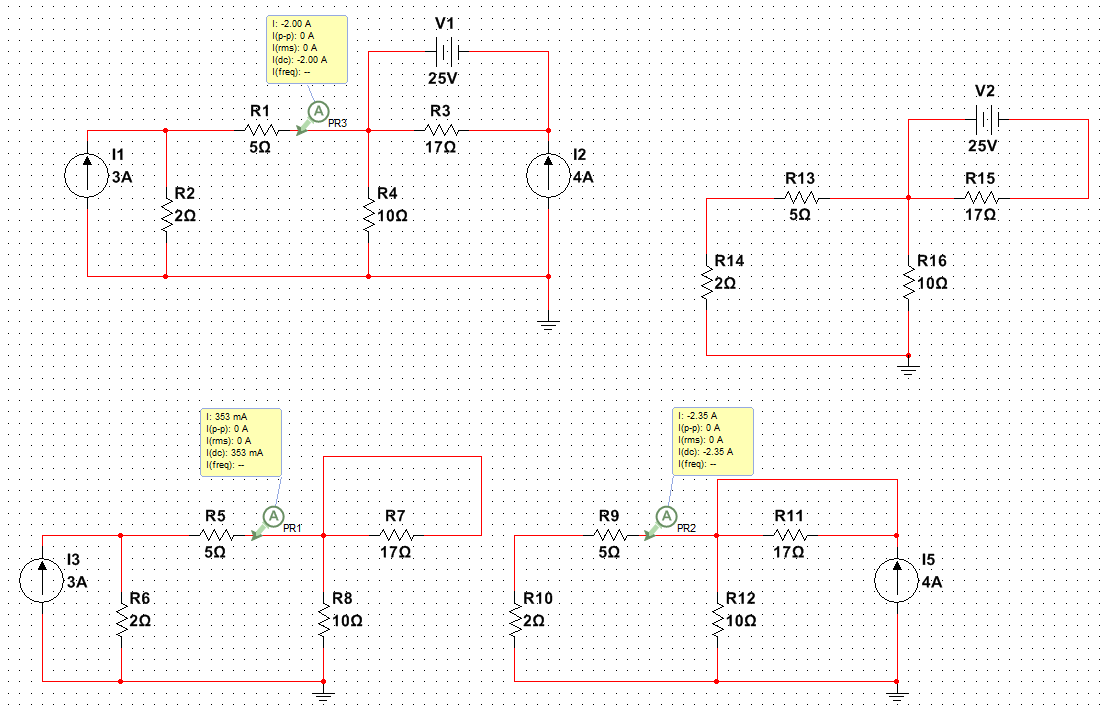 I: -2.00 A
I(p-p): 0 A
I(rms): 0 A
I(dc): -2.00 A
I(freq): --
A
PR3
V1
25V
R1
5Ω
R3
17Ω
I1
3A
I2
4A
R2
2Ω
R4
10Ω
V2
25V
R13
5Ω
R15
17Ω
R14
2Ω
R16
10Ω
I: 353 mA
I(p-p): 0 A
I(rms): 0 A
I(dc): 353 mA
I(freq): --
A
PR1
R5
5Ω
R7
17Ω
I3
3A
R6
2Ω
R8
10Ω
I: -2.35 A
I(p-p): 0 A
I(rms): 0 A
I(dc): -2.35 A
I(freq): --
A
PR2
R9
5Ω
R11
17Ω
I5
4A
R10
2Ω
R12
10Ω